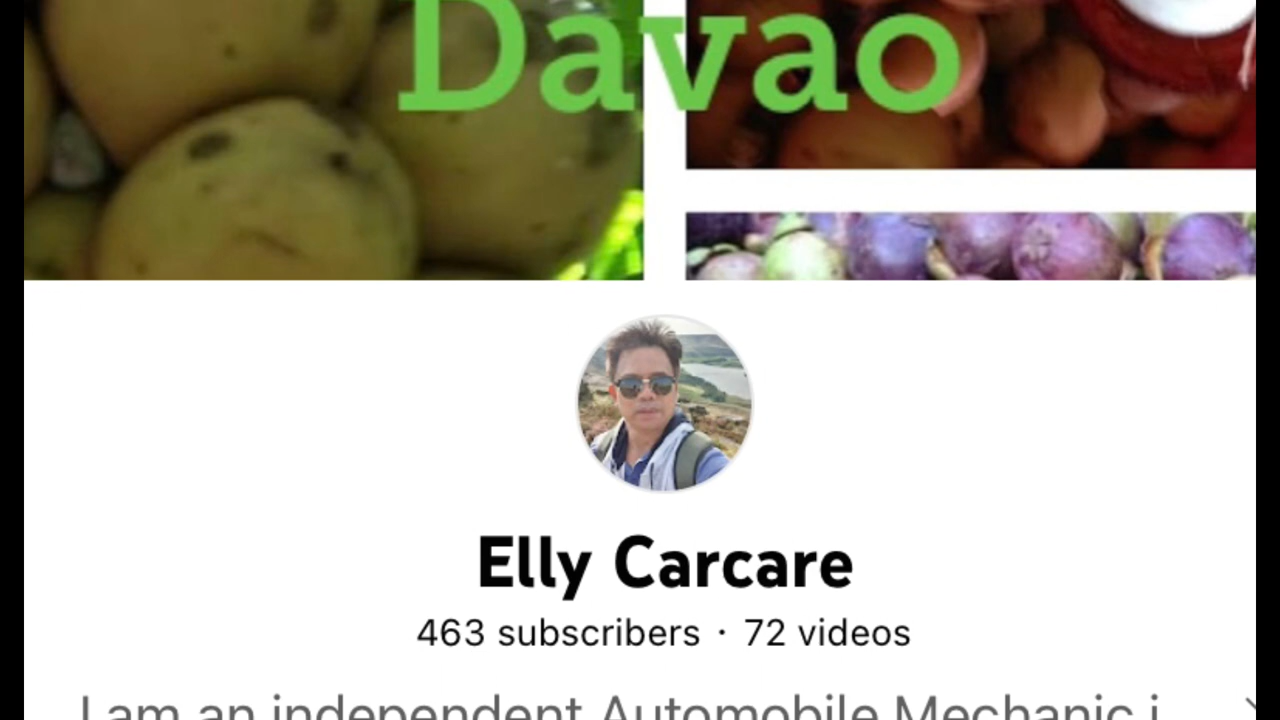 Davao
Elly Carcare
463 subscribers · 72 videos
I am an independent Automobile Mechanic i